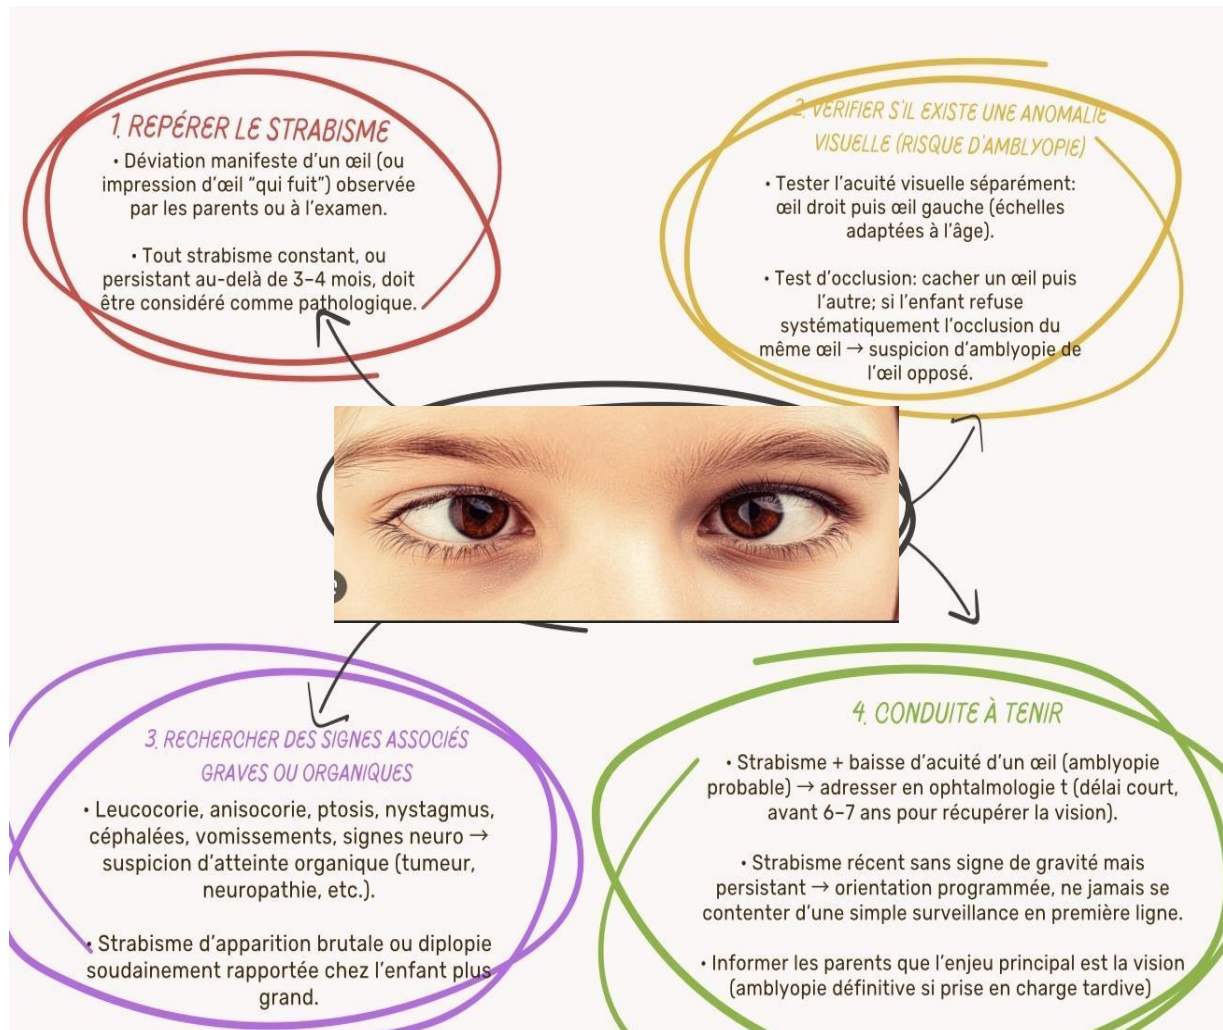 1. REPÉRER LE STRABISME
• Déviation manifeste d'un œil (ou
impression d'œil “qui fuit”) observée
par les parents ou à l'examen.
• Tout strabisme constant, ou
persistant au-delà de 3–4 mois, doit
être considéré comme pathologique.
2. VÉRIFIER S'IL EXISTE UNE ANOMALIE
VISUELLE (RISQUE D'AMBLYOPIE)
• Tester l'acuité visuelle séparément:
œil droit puis œil gauche (échelles
adaptées à l'âge).
• Test d'occlusion: cacher un œil puis
l'autre; si l'enfant refuse
systématiquement l'occlusion du
même œil → suspicion d'amblyopie de
l'œil opposé.
3. RECHERCHER DES SIGNES ASSOCIÉS
GRAVES OU ORGANIQUES
• Leucocorie, anisocorie, ptosis, nystagmus,
céphalées, vomissements, signes neuro →
suspicion d'atteinte organique (tumeur,
neuropathie, etc.).
• Strabisme d'apparition brutale ou diplopie
soudainement rapportée chez l'enfant plus
grand.
4. CONDUITE À TENIR
• Strabisme + baisse d'acuité d'un œil (amblyopie
probable) → adresser en ophtalmologie t (délai court,
avant 6–7 ans pour récupérer la vision).
• Strabisme récent sans signe de gravité mais
persistant → orientation programmée, ne jamais se
contenter d'une simple surveillance en première ligne.
• Informer les parents que l'enjeu principal est la vision
(amblyopie définitive si prise en charge tardive)